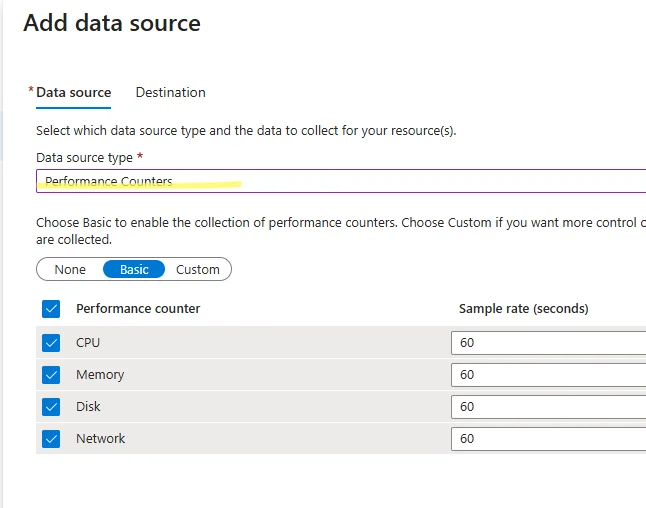 Add data source
* Data source
Destination
Select which data source type and the data to collect for your resource(s).
Data source type *
Performance Counters
Choose Basic to enable the collection of performance counters. Choose Custom if you want more control
are collected.
None
Basic
Custom
Performance counter
Sample rate (seconds)
CPU
60
Memory
60
Disk
60
Network
60